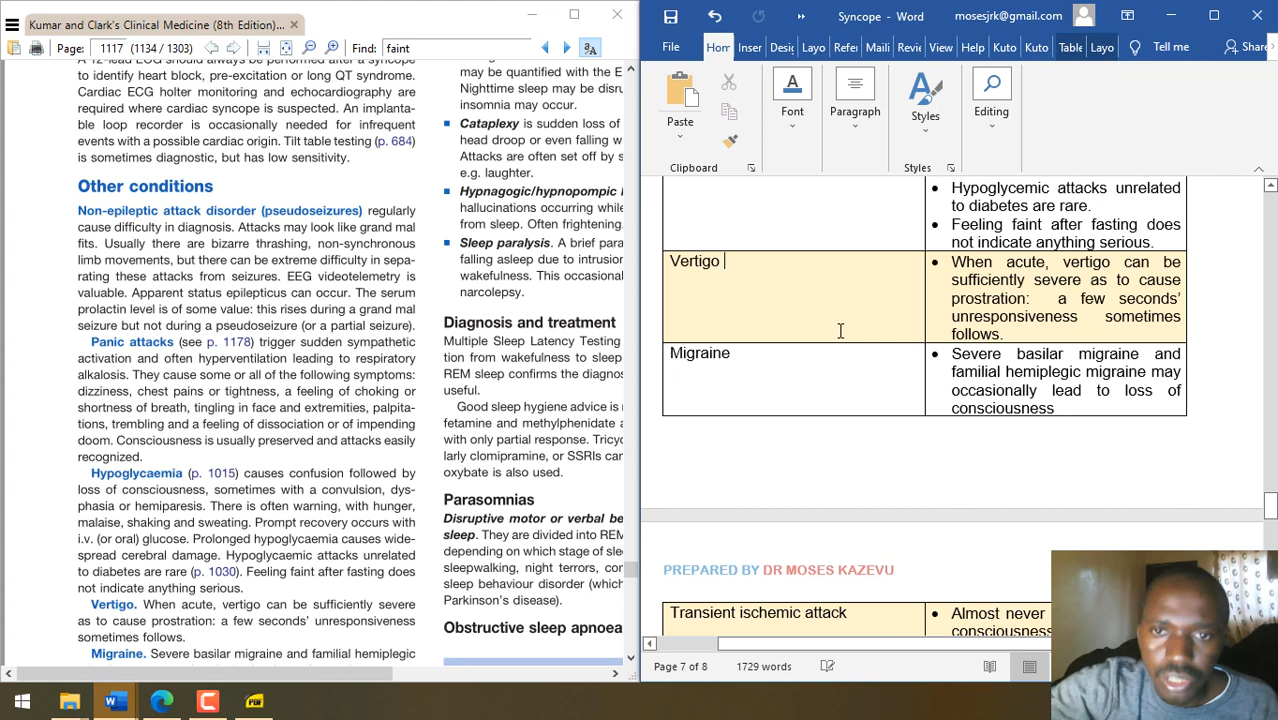 Kumar and Clark's Clinical Medicine (8th Edition)...
Page: 1117 (1134 / 1303)
Find: faint
A 12-lead ECG should always be performed after a syncope
to identify heart block, pre-excitation or long QT syndrome.
Cardiac ECG holter monitoring and echocardiography are
required where cardiac syncope is suspected. An implanta-
ble loop recorder is occasionally needed for infrequent
events with a possible cardiac origin. Tilt table testing (p. 684)
is sometimes diagnostic, but has low sensitivity.
Other conditions
Non-epileptic attack disorder (pseudoseizures) regularly
cause difficulty in diagnosis. Attacks may look like grand mal
fits. Usually there are bizarre thrashing, non-synchronous
limb movements, but there can be extreme difficulty in sepa-
rating these attacks from seizures. EEG videotelemetry is
valuable. Apparent status epilepticus can occur. The serum
prolactin level is of some value: this rises during a grand mal
seizure but not during a pseudoseizure (or a partial seizure).
Panic attacks (see p. 1178) trigger sudden sympathetic
activation and often hyperventilation leading to respiratory
alkalosis. They cause some or all of the following symptoms:
dizziness, chest pains or tightness, a feeling of choking or
shortness of breath, tingling in face and extremities, palpita-
tions, trembling and a feeling of dissociation or of impending
doom. Consciousness is usually preserved and attacks easily
recognized.
Hypoglycaemia (p. 1015) causes confusion followed by
loss of consciousness, sometimes with a convulsion, dys-
phasia or hemiparesis. There is often warning, with hunger,
malaise, shaking and sweating. Prompt recovery occurs with
i.v. (or oral) glucose. Prolonged hypoglycaemia causes wide-
spread cerebral damage. Hypoglycaemic attacks unrelated
to diabetes are rare (p. 1030). Feeling faint after fasting does
not indicate anything serious.
Vertigo. When acute, vertigo can be sufficiently severe
as to cause prostration: a few seconds' unresponsiveness
sometimes follows.
Migraine. Severe basilar migraine and familial hemiplegic
may be quantified with the E
Nighttime sleep may be disru
insomnia may occur.
Cataplexy is sudden loss of
head droop or even falling w
Attacks are often set off by s
e.g. laughter.
Hypnagogic/hypnopompic
hallucinations occurring while
from sleep. Often frightening.
Sleep paralysis. A brief para
falling asleep due to intrusion
wakefulness. This occasional
narcolepsy.
Diagnosis and treatment
Multiple Sleep Latency Testing
tion from wakefulness to sleep
REM sleep confirms the diagnos
useful.
Good sleep hygiene advice is
fetamine and methylphenidate a
with only partial response. Tricyc
larly clomipramine, or SSRIs can
oxybate is also used.
Parasomnias
Disruptive motor or verbal be
sleep. They are divided into REM
depending on which stage of slee
sleepwalking, night terrors, con
sleep behaviour disorder (which
Parkinson's disease).
Obstructive sleep apnoea
Syncope - Word
mosesjrk@gmail.com
File Hom Inser Desig Layo Refer Maili Revie View Help Kuto Kuto Table Layo Tell me Share
Paste Font Paragraph Styles Editing
Clipboard Styles
Hypoglycemic attacks unrelated
to diabetes are rare.
Feeling faint after fasting does
not indicate anything serious.
Vertigo
When acute, vertigo can be
sufficiently severe as to cause
prostration: a few seconds'
unresponsiveness sometimes
follows.
Migraine
Severe basilar migraine and
familial hemiplegic migraine may
occasionally lead to loss of
consciousness
PREPARED BY DR MOSES KAZEVU
Transient ischemic attack
Almost never
consciousness
Page 7 of 8 1729 words